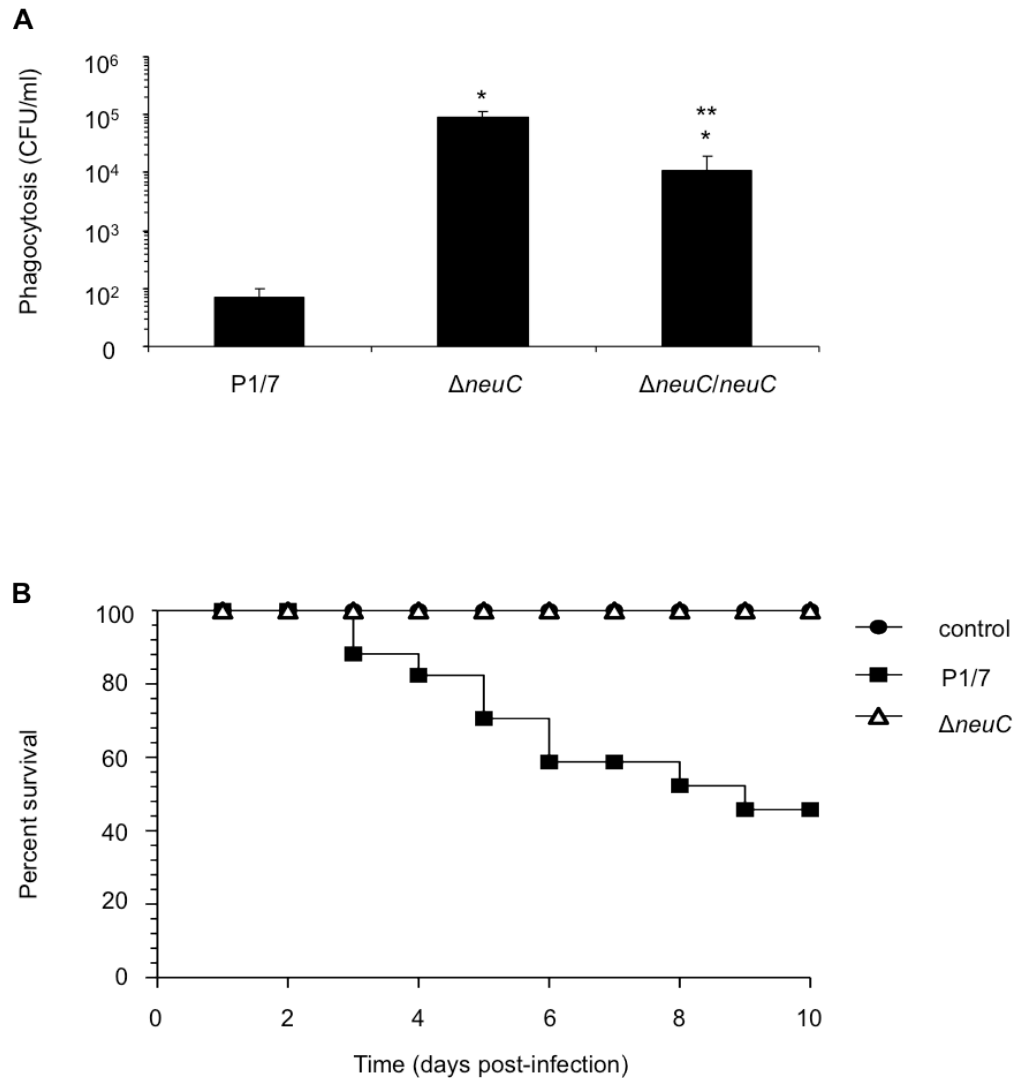 A
Phagocytosis (CFU/ml)
10⁶
10⁵
10⁴
10³
10²
0
*
**
*
P1/7 ΔneuC ΔneuC/neuC
B
Percent survival
100
80
60
40
20
0
0 2 4 6 8 10
Time (days post-infection)
control
P1/7
ΔneuC